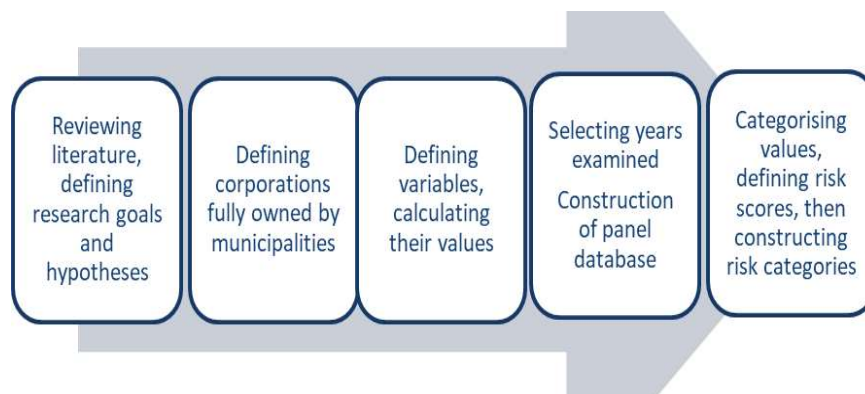 Reviewing
literature,
defining
research goals
and
hypotheses
Defining
corporations
fully owned by
municipalities
Defining
variables,
calculating
their values
Selecting years
examined
Construction
of panel
database
Categorising
values,
defining risk
scores, then
constructing
risk categories